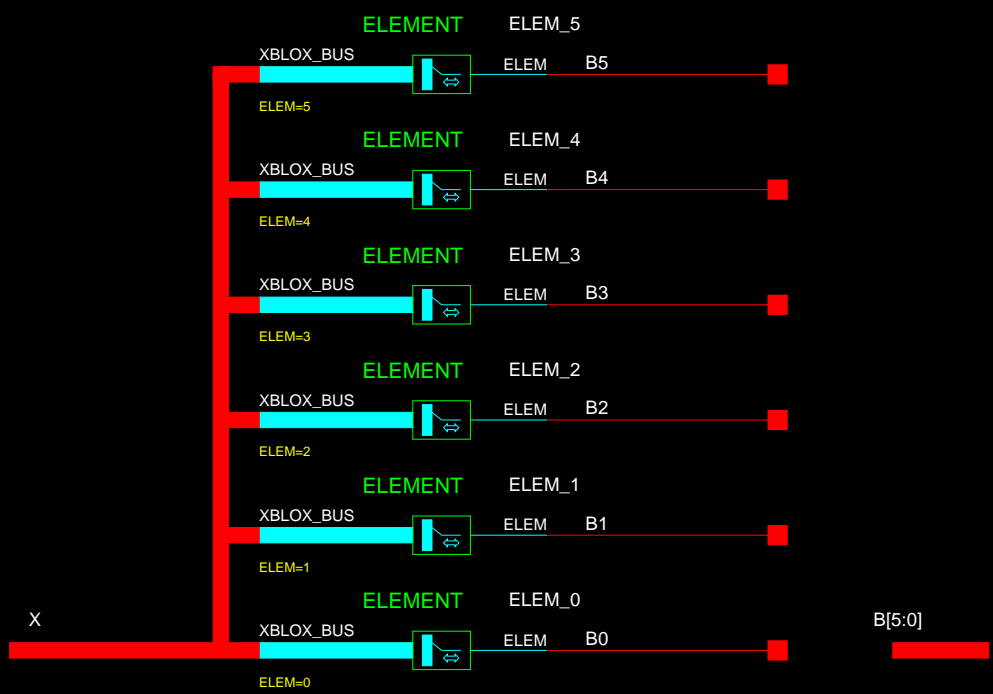 ELEMENT ELEM_5
XBLOX_BUS ELEM B5
ELEM=5
ELEMENT ELEM_4
XBLOX_BUS ELEM B4
ELEM=4
ELEMENT ELEM_3
XBLOX_BUS ELEM B3
ELEM=3
ELEMENT ELEM_2
XBLOX_BUS ELEM B2
ELEM=2
ELEMENT ELEM_1
XBLOX_BUS ELEM B1
ELEM=1
ELEMENT ELEM_0
X B[5:0]
XBLOX_BUS ELEM B0
ELEM=0